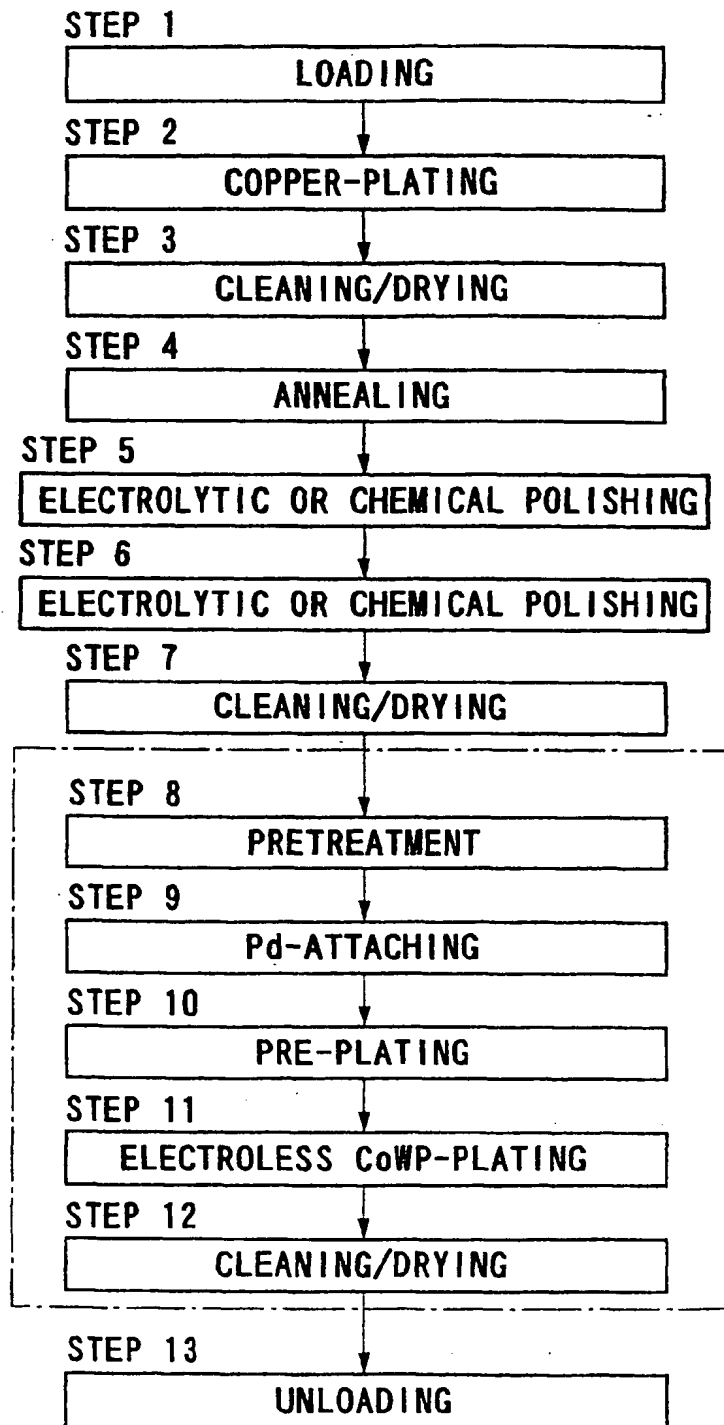 STEP 1
LOADING
STEP 2
COPPER-PLATING
STEP 3
CLEANING/DRYING
STEP 4
ANNEALING
STEP 5
ELECTROLYTIC OR CHEMICAL POLISHING
STEP 6
ELECTROLYTIC OR CHEMICAL POLISHING
STEP 7
CLEANING/DRYING
STEP 8
PRETREATMENT
STEP 9
Pd-ATTACHING
STEP 10
PRE-PLATING
STEP 11
ELECTROLESS CoWP-PLATING
STEP 12
CLEANING/DRYING
STEP 13
UNLOADING